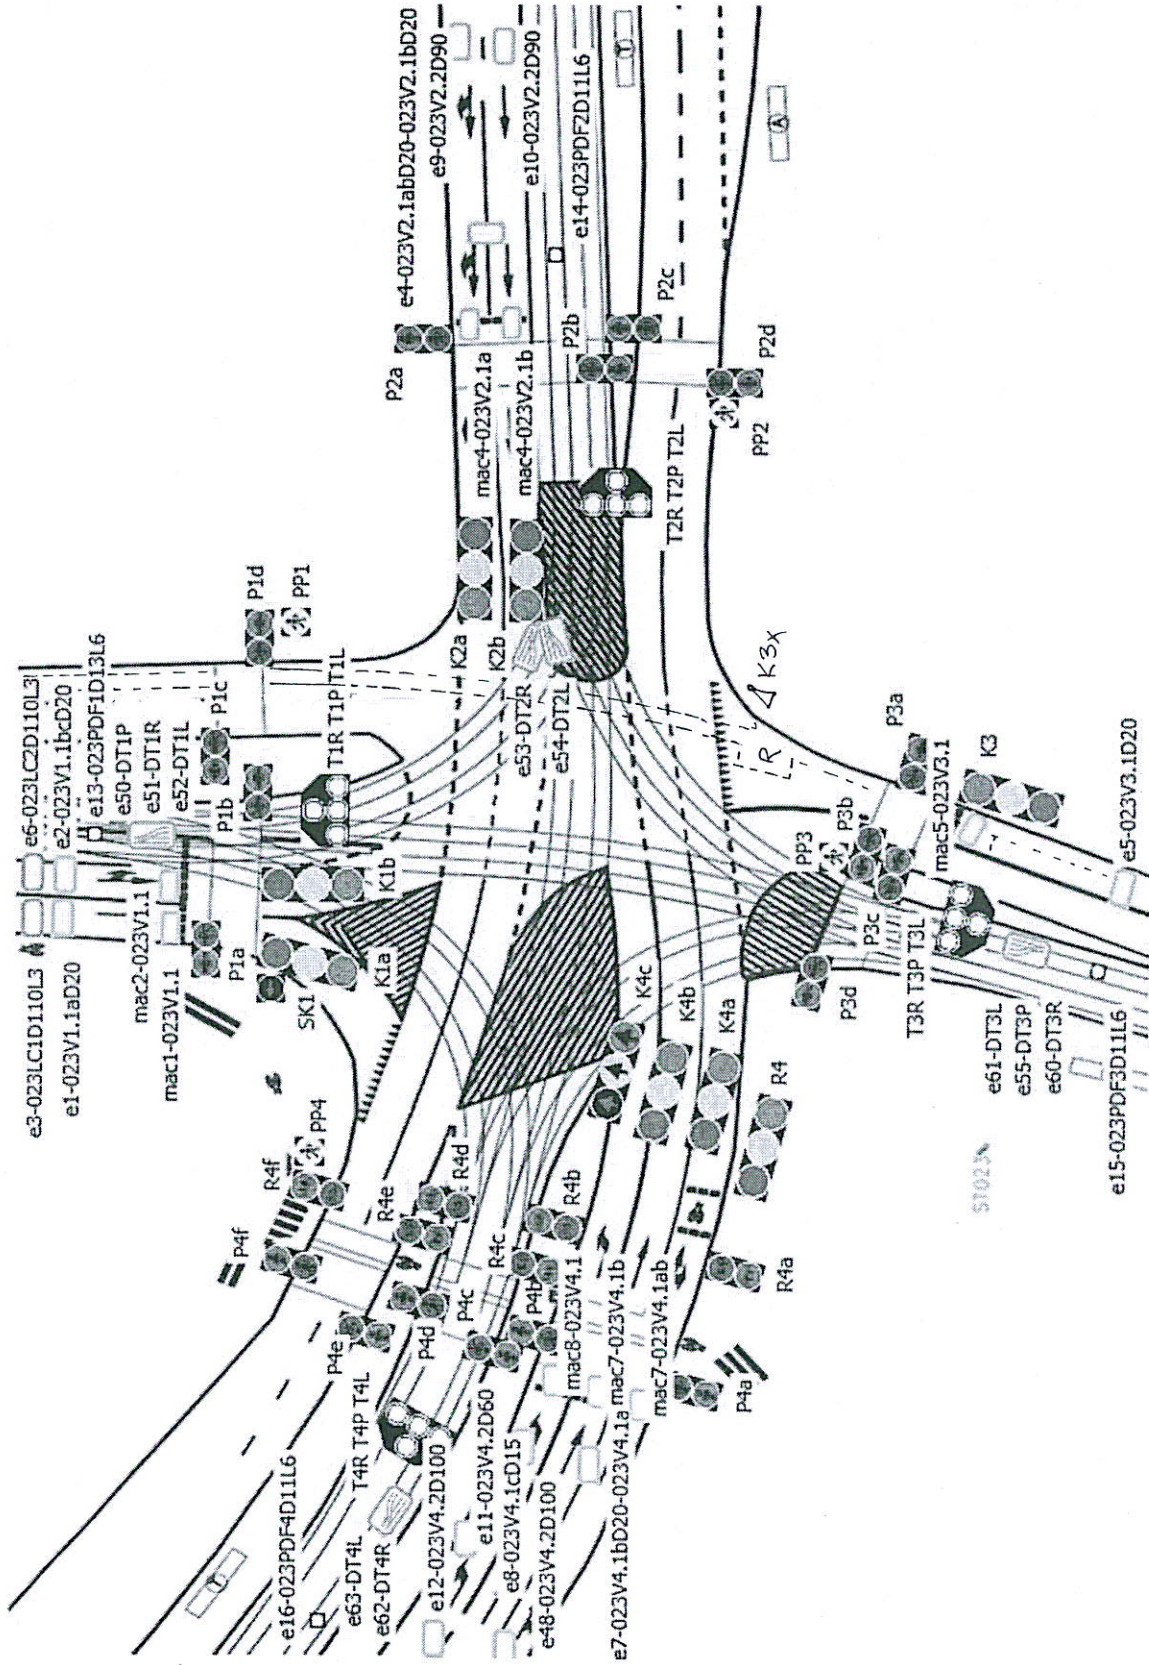 e3-023LC1D110L3
e1-023V1.1aD20
e6-023LC2D110L3
e2-023V1.1bcD20
e13-023PDF1D13L6
e50-DT1P
e51-DT1R
e52-DT1L
mac2-023V1.1
mac1-023V1.1
P1a
P1b
P1c
P1d
PP1
SK1
K1a
K1b
T1R T1P T1L
e4-023V2.1abD20-023V2.1bD20
e9-023V2.2D90
e10-023V2.2D90
e14-023PDF2D11L6
P2a
P2b
P2c
P2d
PP2
mac4-023V2.1a
mac4-023V2.1b
K2a
K2b
T2R T2P T2L
e53-DT2R
e54-DT2L
K3x
R
P3a
P3b
PP3
K3
mac5-023V3.1
e5-023V3.1D20
P3c
P3d
T3R T3P T3L
e61-DT3L
e55-DT3P
e60-DT3R
e15-023PDF3D11L6
ST023
R4f
PP4
P4f
R4e
R4d
R4c
R4b
R4a
R4
K4c
K4b
K4a
P4e
P4d
P4c
P4b
P4a
mac8-023V4.1
mac7-023V4.1b
mac7-023V4.1ab
T4R T4P T4L
e16-023PDF4D11L6
e63-DT4L
e62-DT4R
e12-023V4.2D100
e11-023V4.2D60
e8-023V4.1cD15
e48-023V4.2D100
e7-023V4.1bD20-023V4.1a